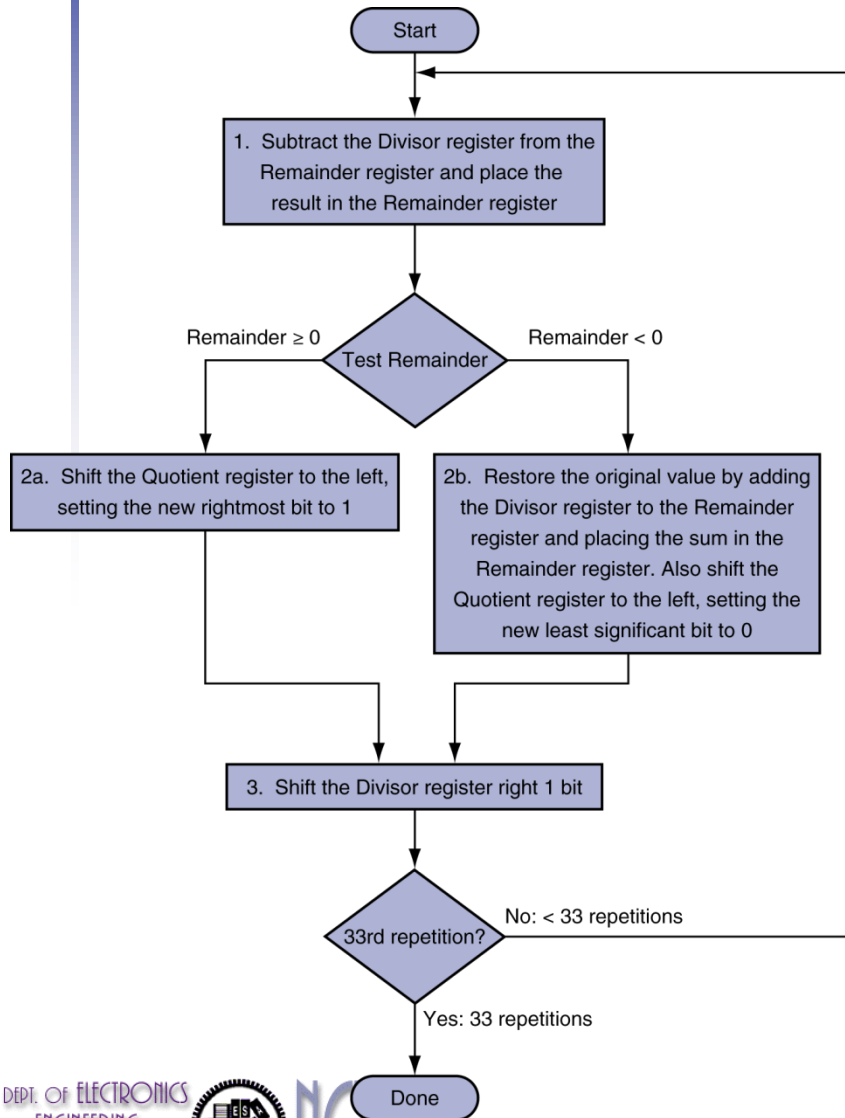 Start
1. Subtract the Divisor register from the
Remainder register and place the
result in the Remainder register
Remainder ≥ 0
Test Remainder
Remainder < 0
2a. Shift the Quotient register to the left,
setting the new rightmost bit to 1
2b. Restore the original value by adding
the Divisor register to the Remainder
register and placing the sum in the
Remainder register. Also shift the
Quotient register to the left, setting the
new least significant bit to 0
3. Shift the Divisor register right 1 bit
33rd repetition?
No: < 33 repetitions
Yes: 33 repetitions
Done
DEPT. OF ELECTRONICS
ENGINEERING